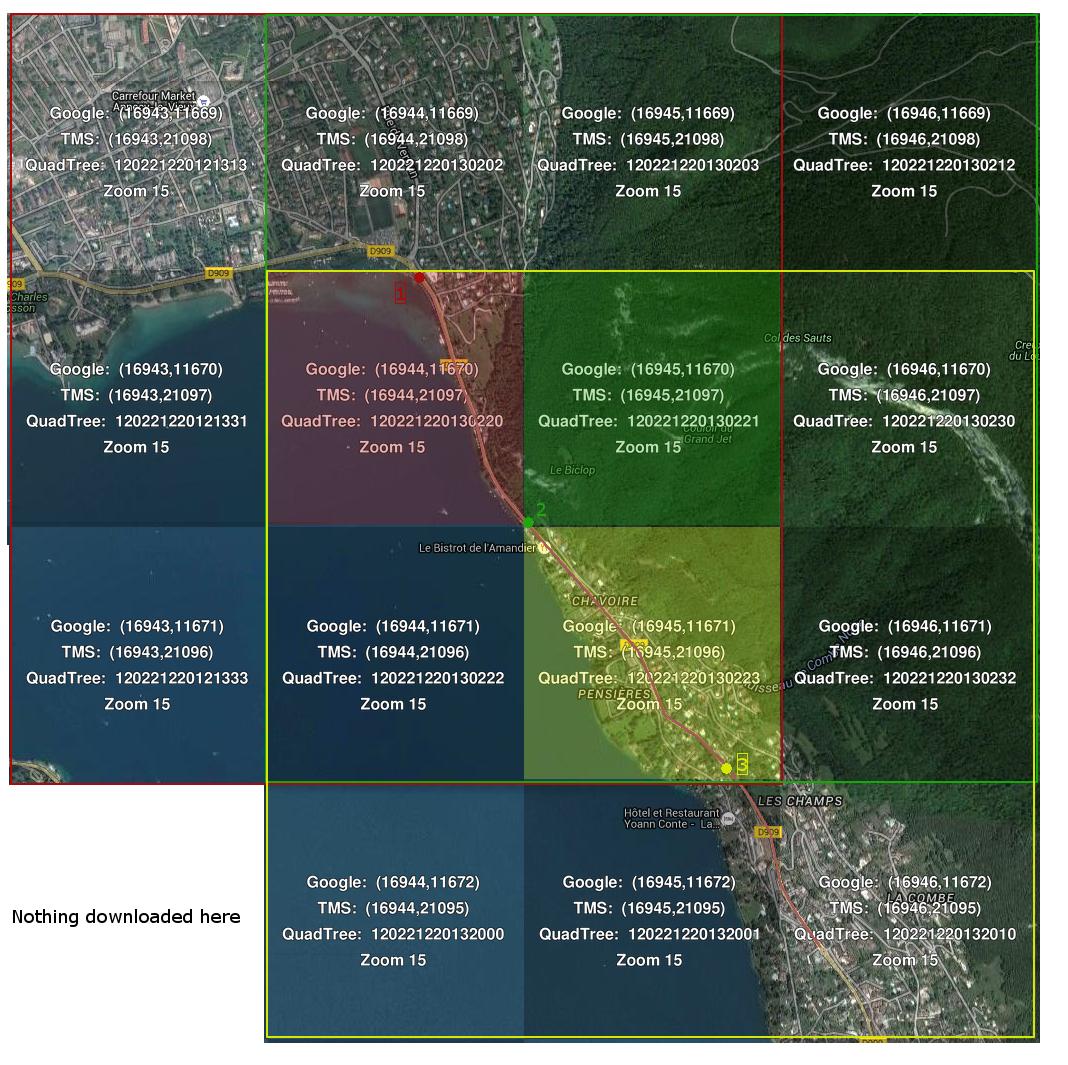 Carrefour Market
Annecy-le-Vieux
Google: (16943,11669)
TMS: (16943,21098)
QuadTree: 120221220121313
Zoom 15
Google: (16944,11669)
TMS: (16944,21098)
QuadTree: 120221220130202
Zoom 15
Google: (16945,11669)
TMS: (16945,21098)
QuadTree: 120221220130203
Zoom 15
Google: (16946,11669)
TMS: (16946,21098)
QuadTree: 120221220130212
Zoom 15
D909
D909
909
Charles
1
Google: (16943,11670)
TMS: (16943,21097)
QuadTree: 120221220121331
Zoom 15
Google: (16944,11670)
TMS: (16944,21097)
QuadTree: 120221220130220
Zoom 15
Google: (16945,11670)
TMS: (16945,21097)
QuadTree: 120221220130221
Zoom 15
Couloir du
Grand Jet
Le Biclop
Col des Sauts
Google: (16946,11670)
TMS: (16946,21097)
QuadTree: 120221220130230
Zoom 15
2
Le Bistrot de l'Amandier
Google: (16943,11671)
TMS: (16943,21096)
QuadTree: 120221220121333
Zoom 15
Google: (16944,11671)
TMS: (16944,21096)
QuadTree: 120221220130222
Zoom 15
CHAVOIRE
Google: (16945,11671)
TMS: (16945,21096)
QuadTree: 120221220130223
PENSIÈRES
Zoom 15
Google: (16946,11671)
TMS: (16946,21096)
QuadTree: 120221220130232
Zoom 15
3
LES CHAMPS
Hôtel et Restaurant
Yoann Conte - La...
D909
Nothing downloaded here
Google: (16944,11672)
TMS: (16944,21095)
QuadTree: 120221220132000
Zoom 15
Google: (16945,11672)
TMS: (16945,21095)
QuadTree: 120221220132001
Zoom 15
Google: (16946,11672)
LA COMBE
TMS: (16946,21095)
QuadTree: 120221220132010
Zoom 15